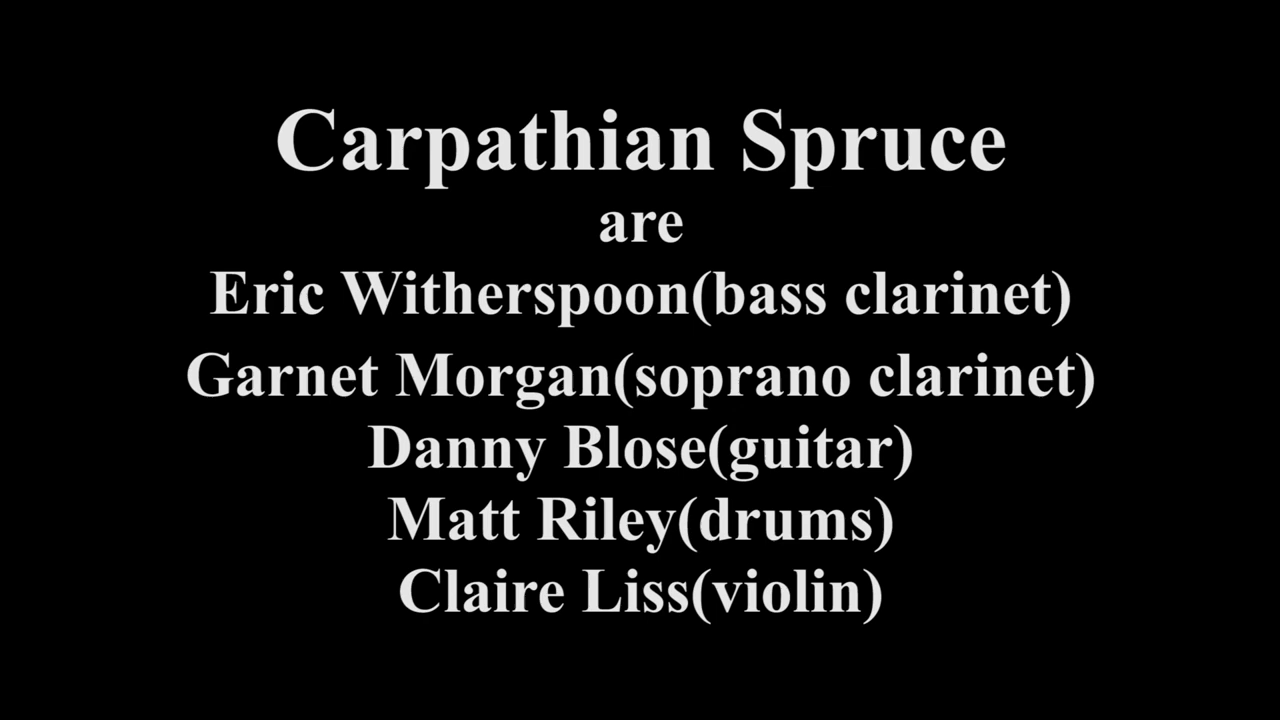 Carpathian Spruce
are
Eric Witherspoon(bass clarinet)
Garnet Morgan(soprano clarinet)
Danny Blose(guitar)
Matt Riley(drums)
Claire Liss(violin)